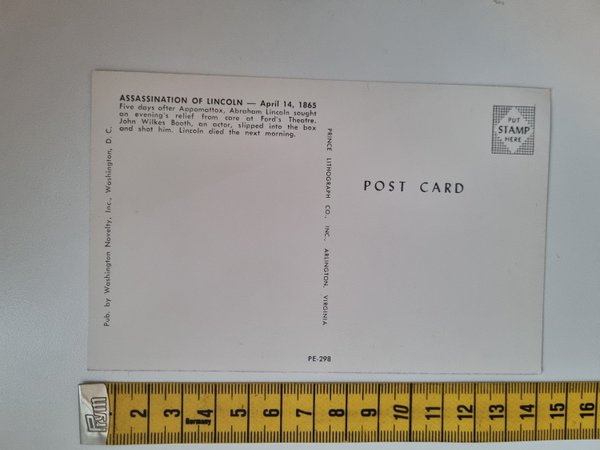 ASSASSINATION OF LINCOLN — April 14, 1865
Five days after Appomattox, Abraham Lincoln sought
an evening's relief from care at Ford's Theatre.
John Wilkes Booth, an actor, slipped into the box
and shot him. Lincoln died the next morning.
Pub. by Washington Novelty, Inc., Washington, D. C.
PRINCE LITHOGRAPH CO., INC., ARLINGTON, VIRGINIA
PUT
STAMP
HERE
POST CARD
PE-298
Prym
2 3 4 5 6 7 8 9 10 11 12 13 14 15 16
Germany